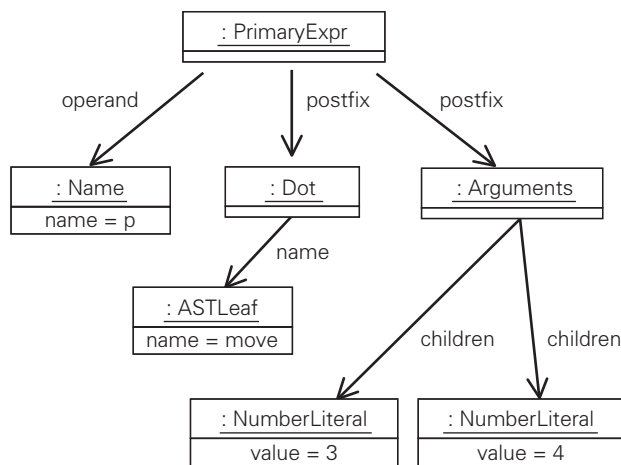 : PrimaryExpr
operand
postfix
postfix
: Name
name = p
: Dot
: Arguments
name
: ASTLeaf
name = move
children
children
: NumberLiteral
value = 3
: NumberLiteral
value = 4